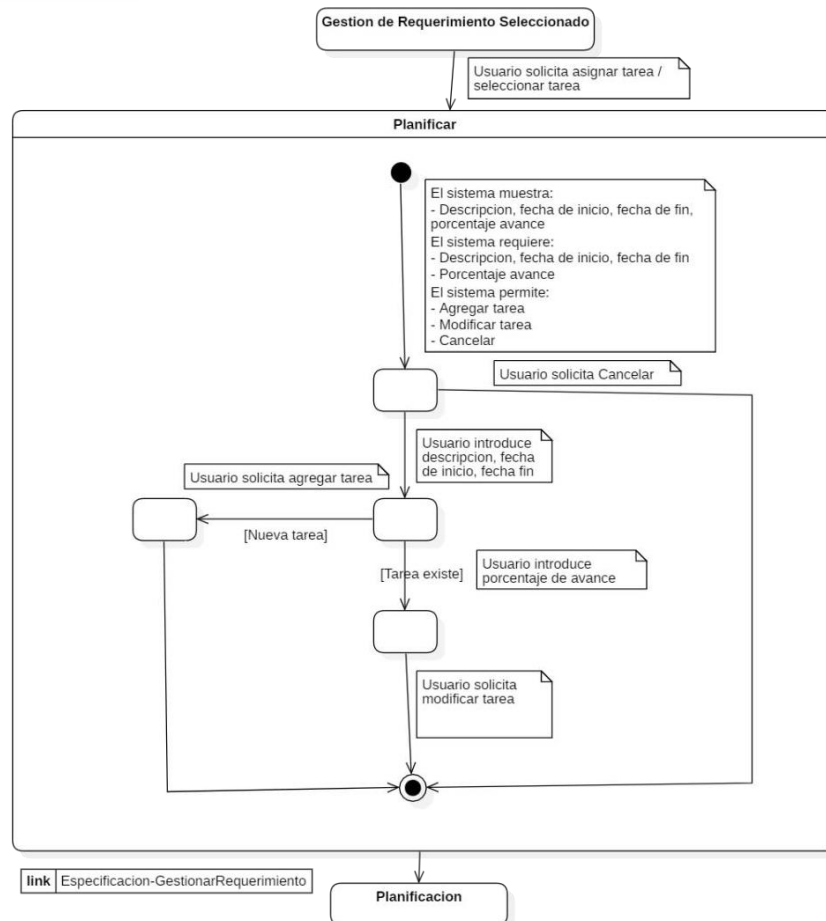 Gestion de Requerimiento Seleccionado
Usuario solicita asignar tarea /
seleccionar tarea
Planificar
El sistema muestra:
- Descripcion, fecha de inicio, fecha de fin,
porcentaje avance
El sistema requiere:
- Descripcion, fecha de inicio, fecha de fin
- Porcentaje avance
El sistema permite:
- Agregar tarea
- Modificar tarea
- Cancelar
Usuario solicita Cancelar
Usuario introduce
descripcion, fecha
de inicio, fecha fin
Usuario solicita agregar tarea
[Nueva tarea]
[Tarea existe]
Usuario introduce
porcentaje de avance
Usuario solicita
modificar tarea
link Especificacion-GestionarRequerimiento
Planificacion